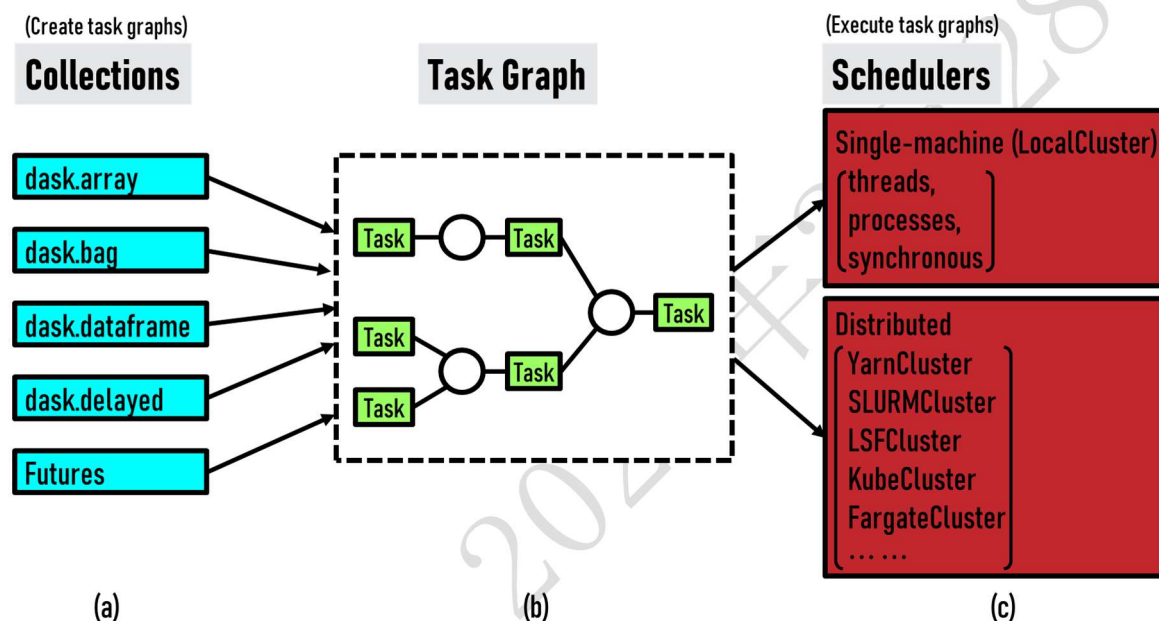 (Create task graphs)
Collections
dask.array
dask.bag
dask.dataframe
dask.delayed
Futures
(a)
Task Graph
Task
Task
Task
Task
Task
Task
(b)
(Execute task graphs)
Schedulers
Single-machine (LocalCluster)
threads,
processes,
synchronous
Distributed
YarnCluster
SLURMCluster
LSFCluster
KubeCluster
FargateCluster
... ...
(c)